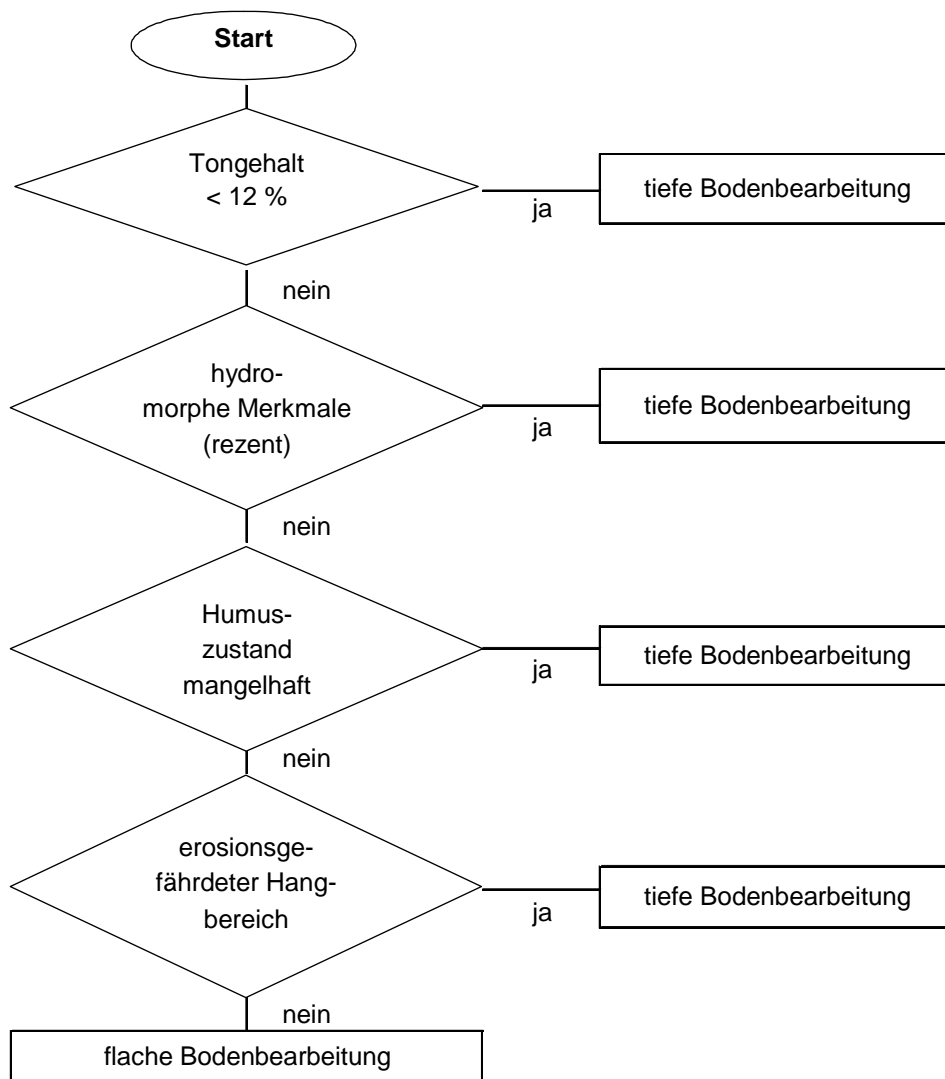 Start
Tongehalt
< 12 %
ja
tiefe Bodenbearbeitung
nein
hydro-
morphe Merkmale
(rezent)
ja
tiefe Bodenbearbeitung
nein
Humus-
zustand
mangelhaft
ja
tiefe Bodenbearbeitung
nein
erosionsge-
fährdeter Hang-
bereich
ja
tiefe Bodenbearbeitung
nein
flache Bodenbearbeitung